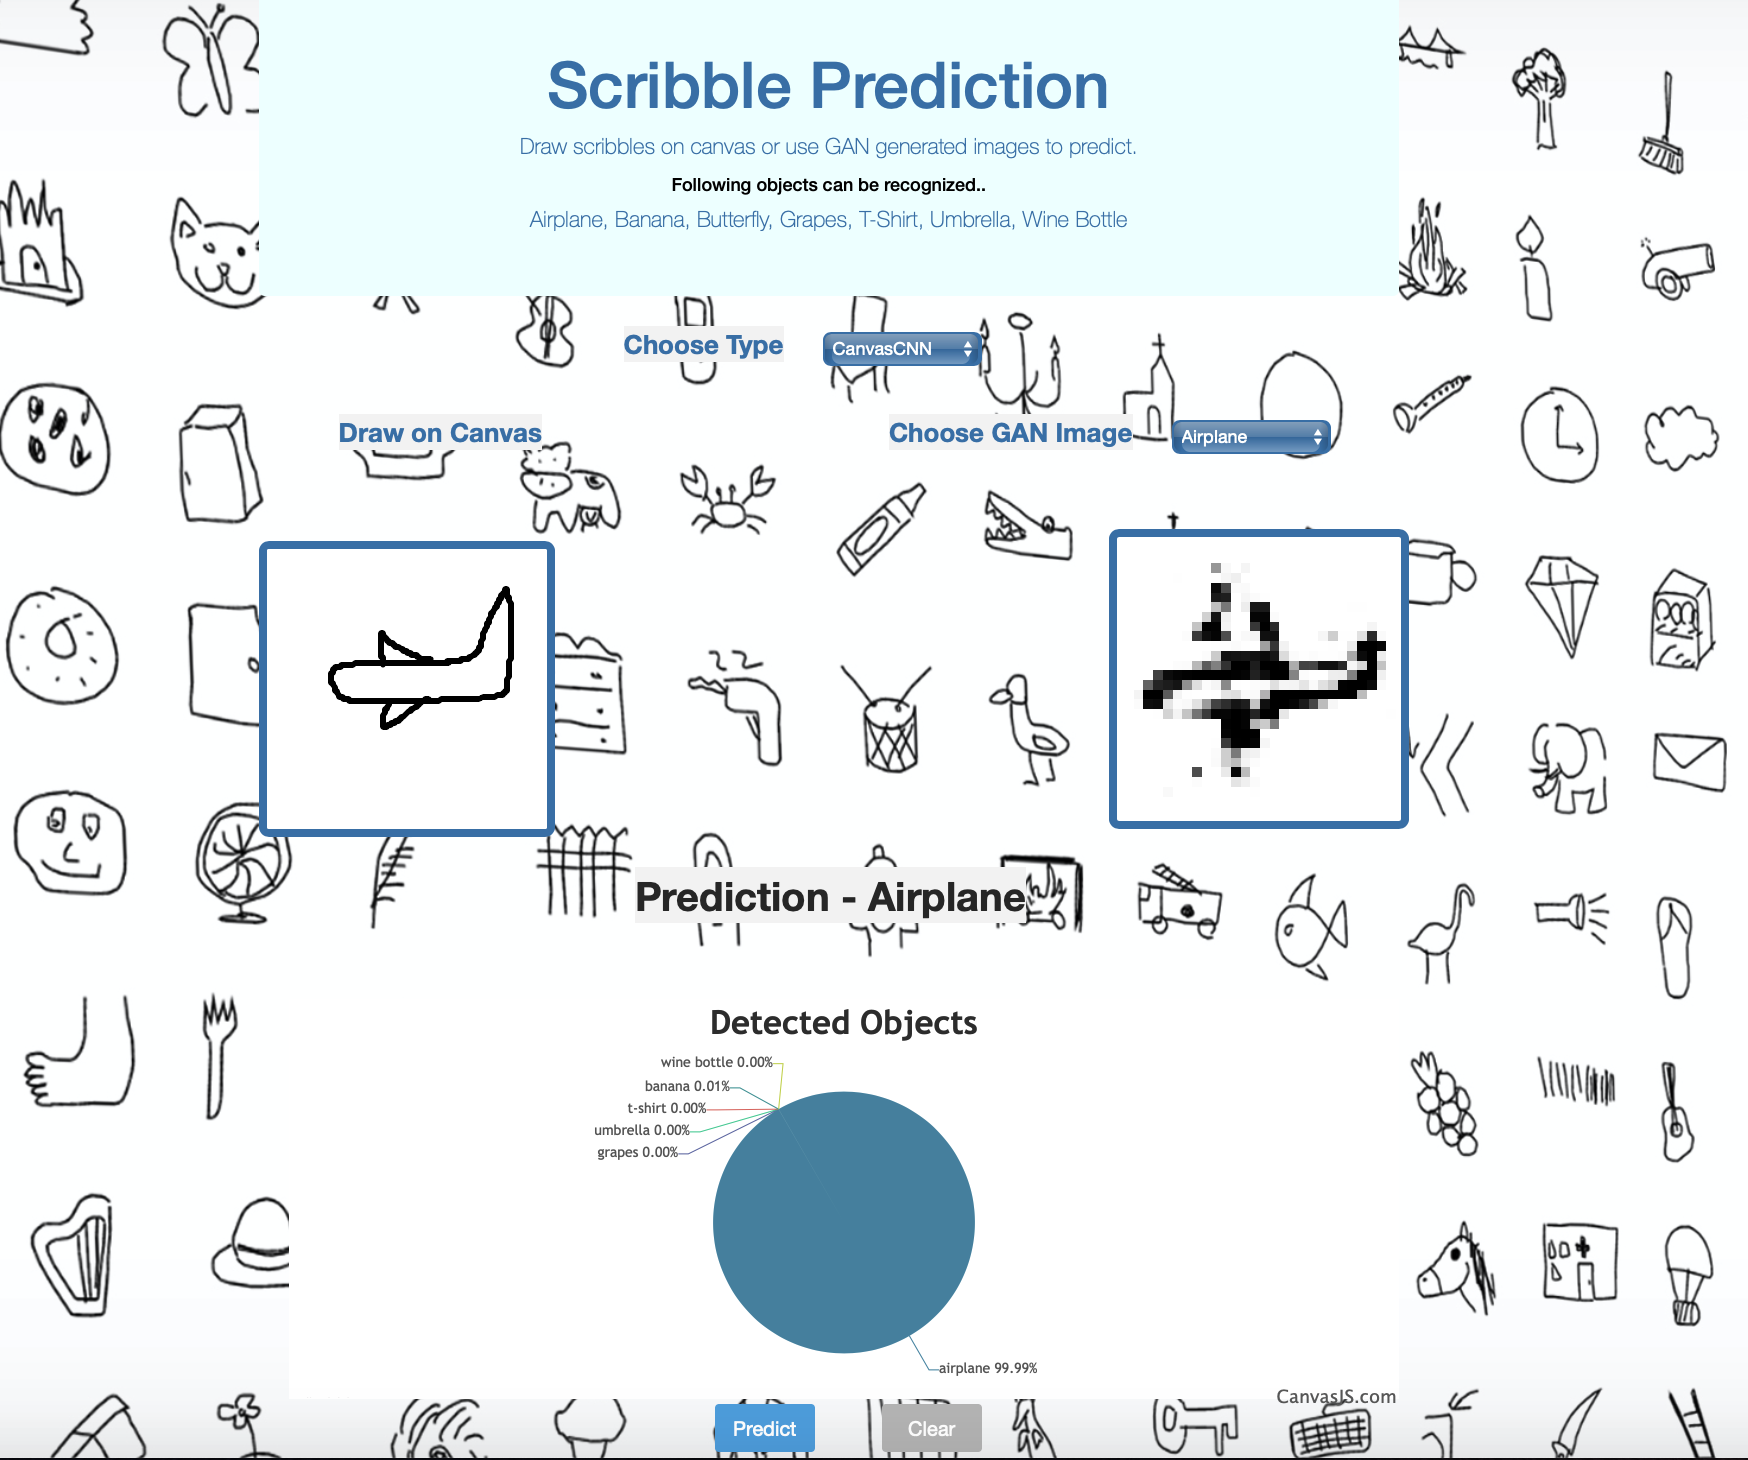 Scribble Prediction
Draw scribbles on canvas or use GAN generated images to predict.
Following objects can be recognized..
Airplane, Banana, Butterfly, Grapes, T-Shirt, Umbrella, Wine Bottle
Choose Type
CanvasCNN
Draw on Canvas
Choose GAN Image
Airplane
Prediction - Airplane
Detected Objects
wine bottle 0.00%
banana 0.01%
t-shirt 0.00%
umbrella 0.00%
grapes 0.00%
airplane 99.99%
CanvasJS.com
Predict
Clear